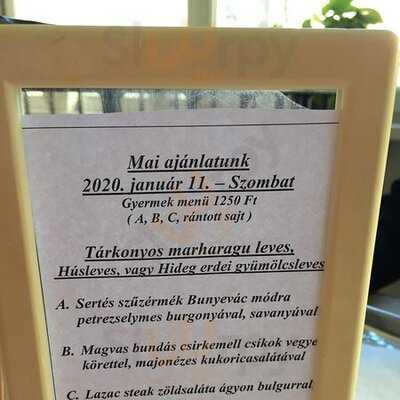 Sluurpy
Mai ajánlatunk
2020. január 11. – Szombat
Gyermek menü 1250 Ft
( A, B, C, rántott sajt )
Tárkonyos marharagu leves,
Húsleves, vagy Hideg erdei gyümölcsleves
A. Sertés szűzérmék Bunyevác módra
petrezselymes burgonyával, savanyúval
B. Magvas bundás csirkemell csíkok vegye
körettel, majonézes kukoricasalátával
C. Lazac steak zöldsaláta ágyon bulgurral,